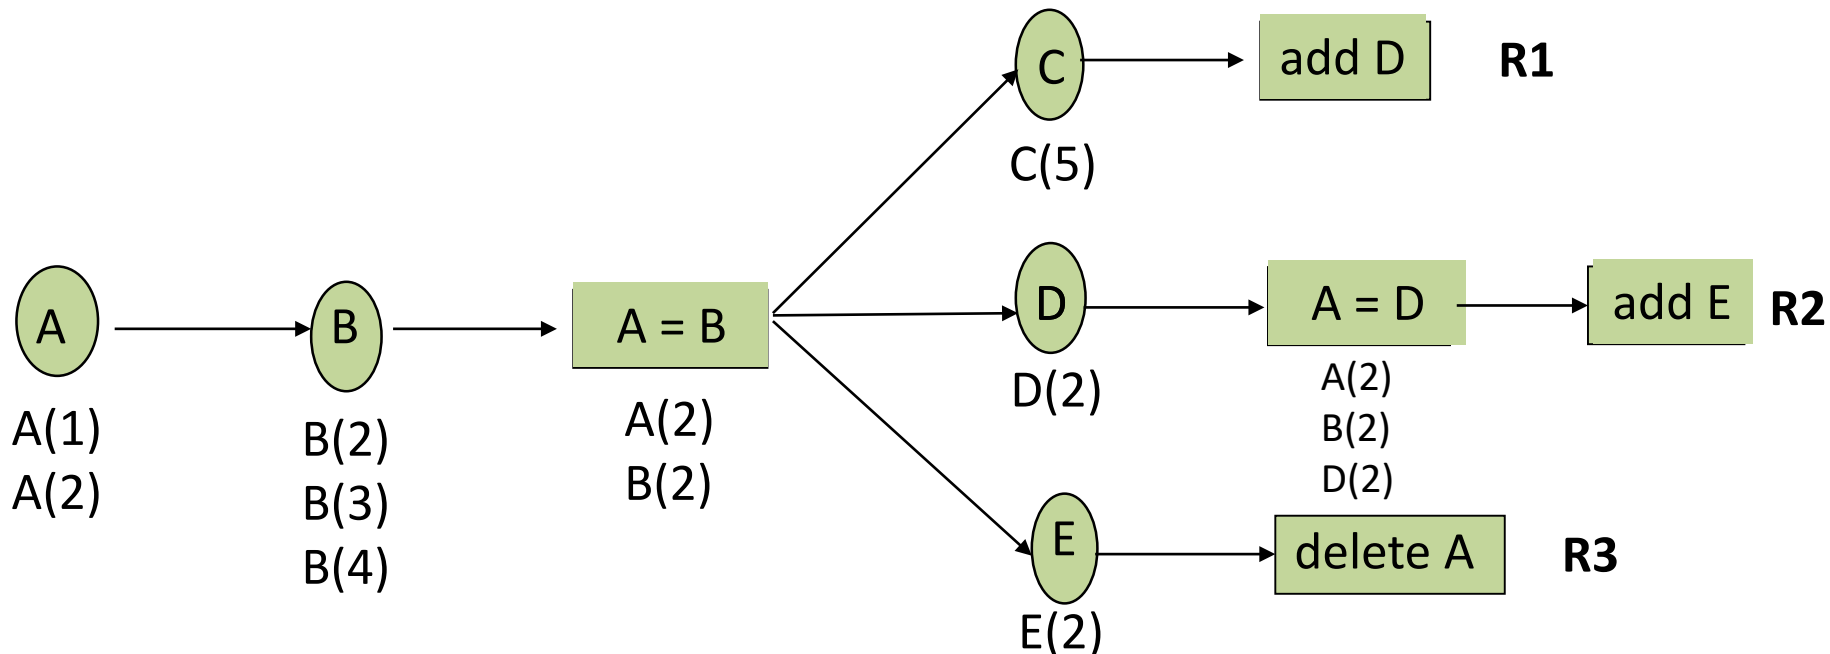 C
add D
R1
C(5)
A
B
A = B
D
A = D
add E
R2
A(1)
A(2)
B(2)
B(3)
B(4)
A(2)
B(2)
D(2)
A(2)
B(2)
D(2)
E
delete A
R3
E(2)